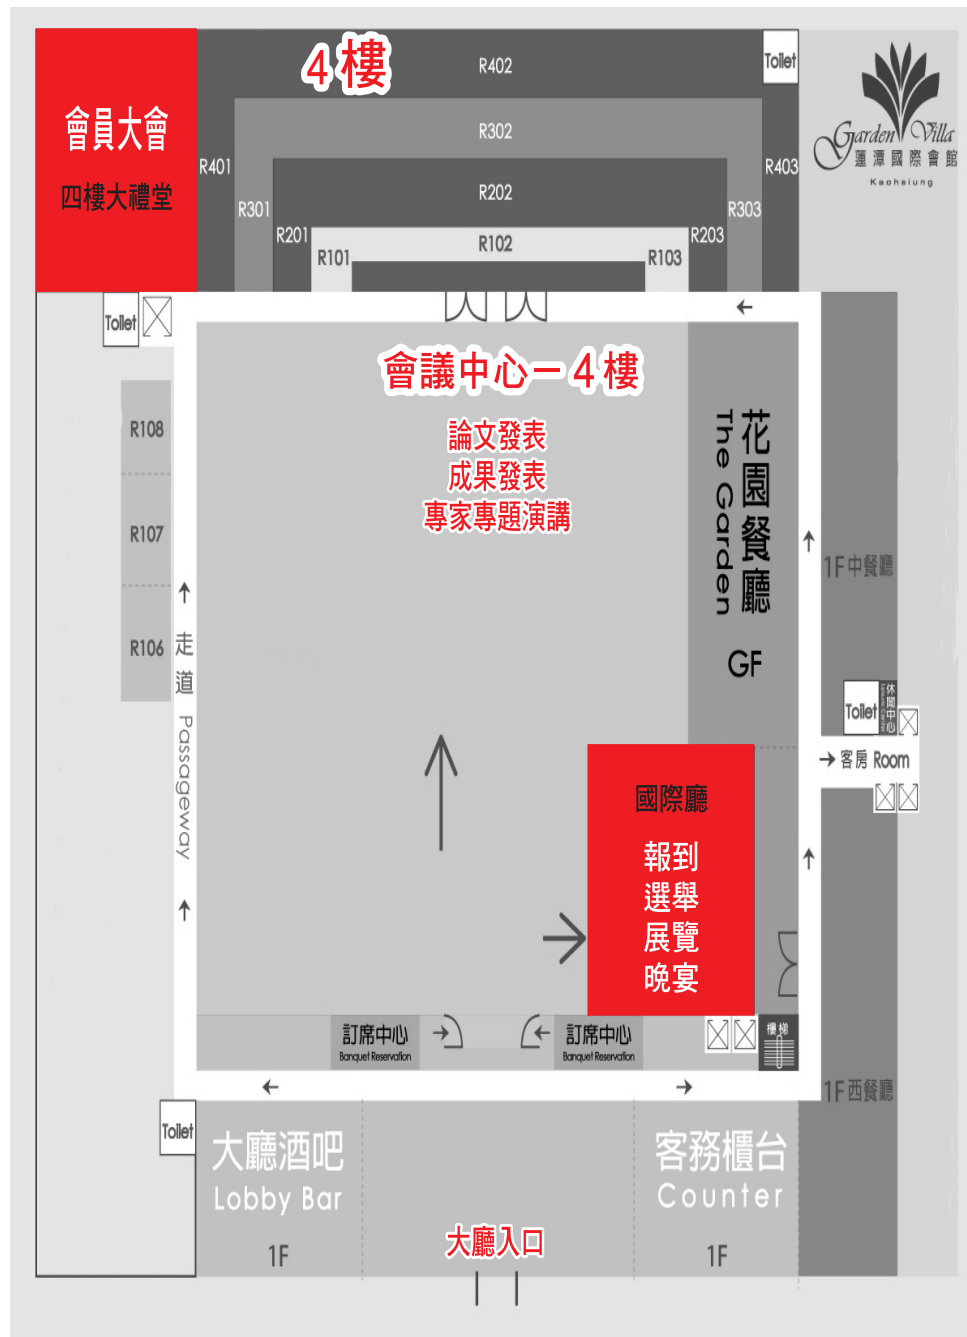 4樓
R402
Toilet
Garden Villa
蓮潭國際會館
Kaohsiung
會員大會
四樓大禮堂
R401
R302
R403
R301
R202
R303
R201
R102
R203
R101
R103
Toilet
會議中心－4樓
論文發表
成果發表
專家專題演講
R108
R107
R106
走道 Passageway
花園餐廳
The Garden
GF
1F中餐廳
Toilet
休閒中心
客房 Room
國際廳
報到
選舉
展覽
晚宴
訂席中心
Banquet Reservation
訂席中心
Banquet Reservation
樓梯
1F西餐廳
Toilet
大廳酒吧
Lobby Bar
1F
客務櫃台
Counter
1F
大廳入口